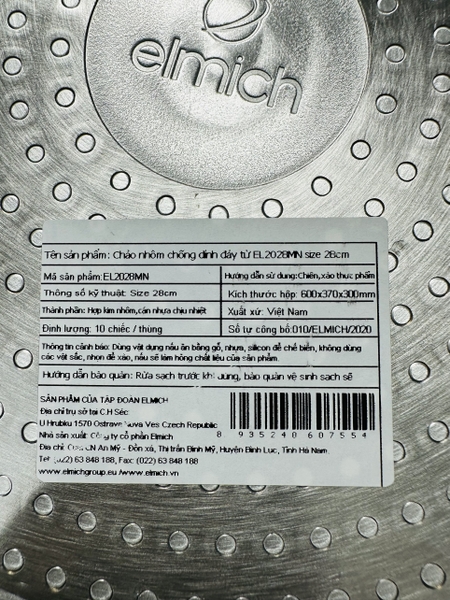 elmich
Tên sản phẩm: Chảo nhôm chống dính đáy từ EL2028MN size 28cm
Mã sản phẩm:EL2028MN
Hướng dẫn sử dụng:Chiên,xào thực phẩm
Thông số kỹ thuật: Size 28cm
Kích thước hộp: 600x370x300mm
Thành phần: Hợp kim nhôm,cán nhựa chịu nhiệt
Xuất xứ: Việt Nam
Định lượng: 10 chiếc / thùng
Số tự công bố:010/ELMICH/2020
Thông tin cảnh báo: Dùng vật dụng nấu ăn bằng gỗ, nhựa, silicon để chế biến, không dùng
các vật sắc, nhọn để xào, nấu sẽ làm hỏng chất liệu của sản phẩm.
Hướng dẫn bảo quản: Rửa sạch trước khi dùng, bảo quản vệ sinh sạch sẽ
SẢN PHẨM CỦA TẬP ĐOÀN ELMICH
Địa chỉ trụ sở tại C.H Séc:
U Hrubku 1570 Ostrava Nova Ves Czech Republic
Nhà sản xuất: Công ty cổ phần Elmich
Địa chỉ: CCN An Mỹ - Đồn xá, Thị trấn Bình Mỹ, Huyện Bình Lục, Tỉnh Hà Nam.
Tel: (022) 63 848 188, Fax: (022) 63 848 188
www.elmichgroup.eu /www.elmich.vn
8 935240 607554